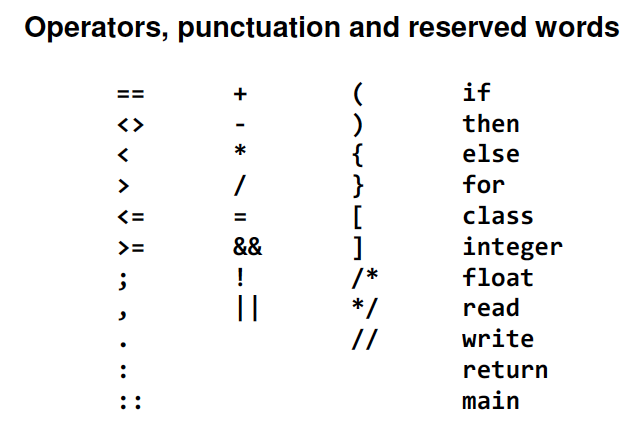 Operators, punctuation and reserved words
== + ( if
<> - ) then
< * { else
> / } for
<= = [ class
>= && ] integer
; ! /* float
, || */ read
. // write
: return
:: main